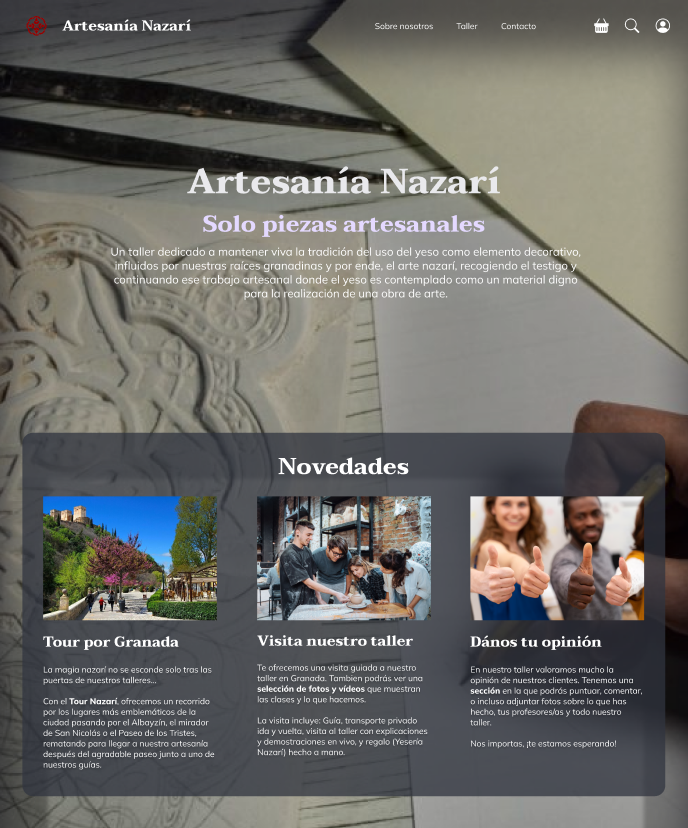 Artesanía Nazarí
Sobre nosotros Taller Contacto
Artesanía Nazarí
Solo piezas artesanales
Un taller dedicado a mantener viva la tradición del uso del yeso como elemento decorativo,
influidos por nuestras raíces granadinas y por ende, el arte nazarí, recogiendo el testigo y
continuando ese trabajo artesanal donde el yeso es contemplado como un material digno
para la realización de una obra de arte.
Novedades
Tour por Granada
La magia nazarí no se esconde solo tras las
puertas de nuestros talleres...
Con el Tour Nazarí, ofrecemos un recorrido
por los lugares más emblemáticos de la
ciudad pasando por el Albayzín, el mirador
de San Nicolás o el Paseo de los Tristes,
rematando para llegar a nuestra artesanía
después del agradable paseo junto a uno de
nuestros guías.
Visita nuestro taller
Te ofrecemos una visita guiada a nuestro
taller en Granada. Tambien podrás ver una
selección de fotos y vídeos que muestran
las clases y lo que hacemos.
La visita incluye: Guía, transporte privado
ida y vuelta, visita al taller con explicaciones
y demostraciones en vivo, y regalo (Yesería
Nazarí) hecho a mano.
Dános tu opinión
En nuestro taller valoramos mucho la
opinión de nuestros clientes. Tenemos una
sección en la que podrás puntuar, comentar,
o incluso adjuntar fotos sobre lo que has
hecho, tus profesores/as y todo nuestro
taller.
Nos importas, ¡te estamos esperando!